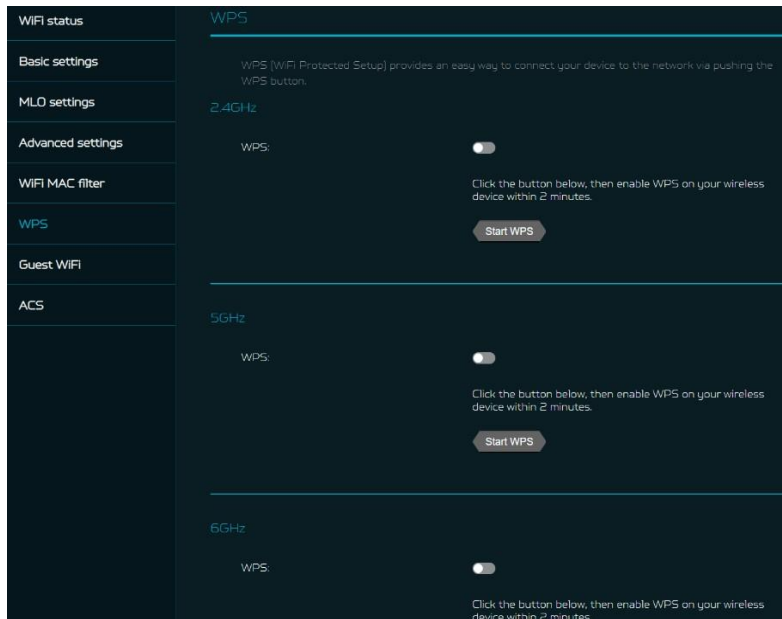 WiFi status
Basic settings
MLO settings
Advanced settings
WiFi MAC filter
WPS
Guest WiFi
ACS
WPS
WPS (WiFi Protected Setup) provides an easy way to connect your device to the network via pushing the
WPS button.
2.4GHz
WPS:
Click the button below, then enable WPS on your wireless
device within 2 minutes.
Start WPS
5GHz
WPS:
Click the button below, then enable WPS on your wireless
device within 2 minutes.
Start WPS
6GHz
WPS:
Click the button below, then enable WPS on your wireless
device within 2 minutes.